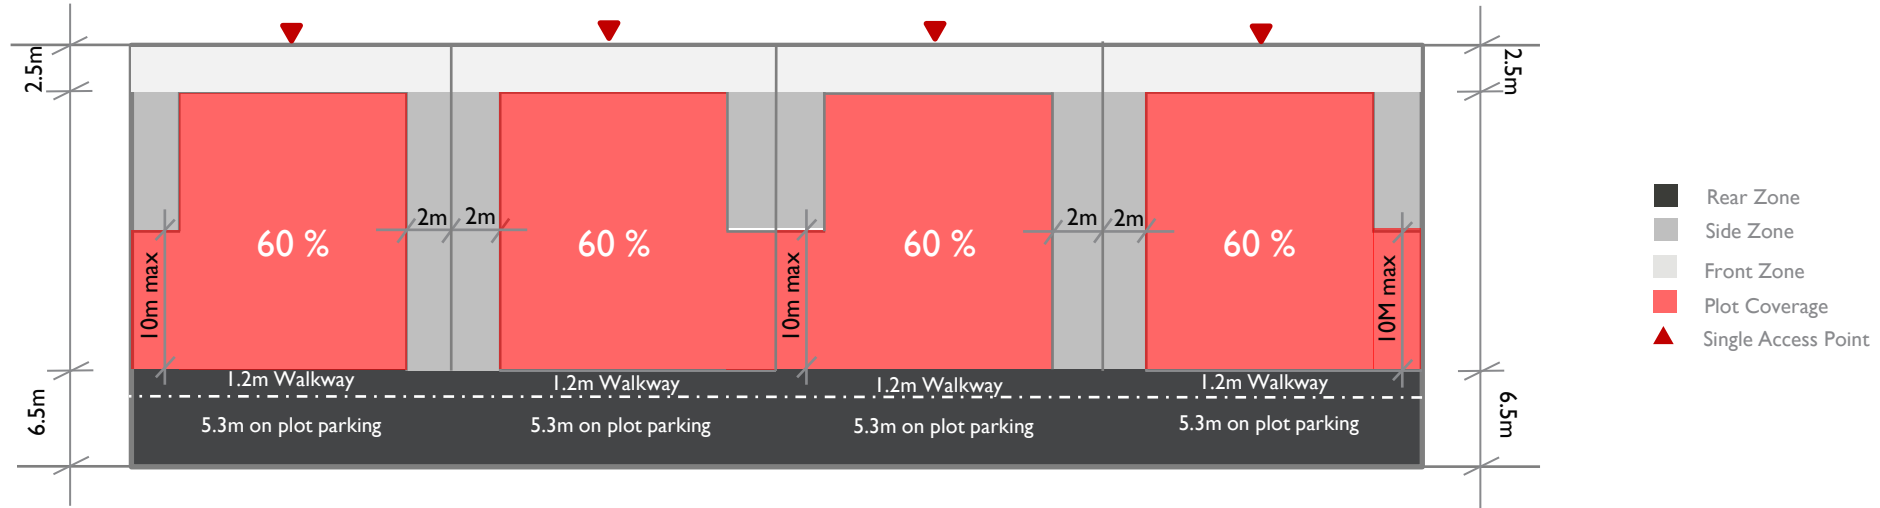 2.5m
2.5m
2m
2m
2m
2m
60 %
60 %
60 %
60 %
10m max
10m max
10M max
1.2m Walkway
1.2m Walkway
1.2m Walkway
1.2m Walkway
6.5m
6.5m
5.3m on plot parking
5.3m on plot parking
5.3m on plot parking
5.3m on plot parking
Rear Zone
Side Zone
Front Zone
Plot Coverage
Single Access Point